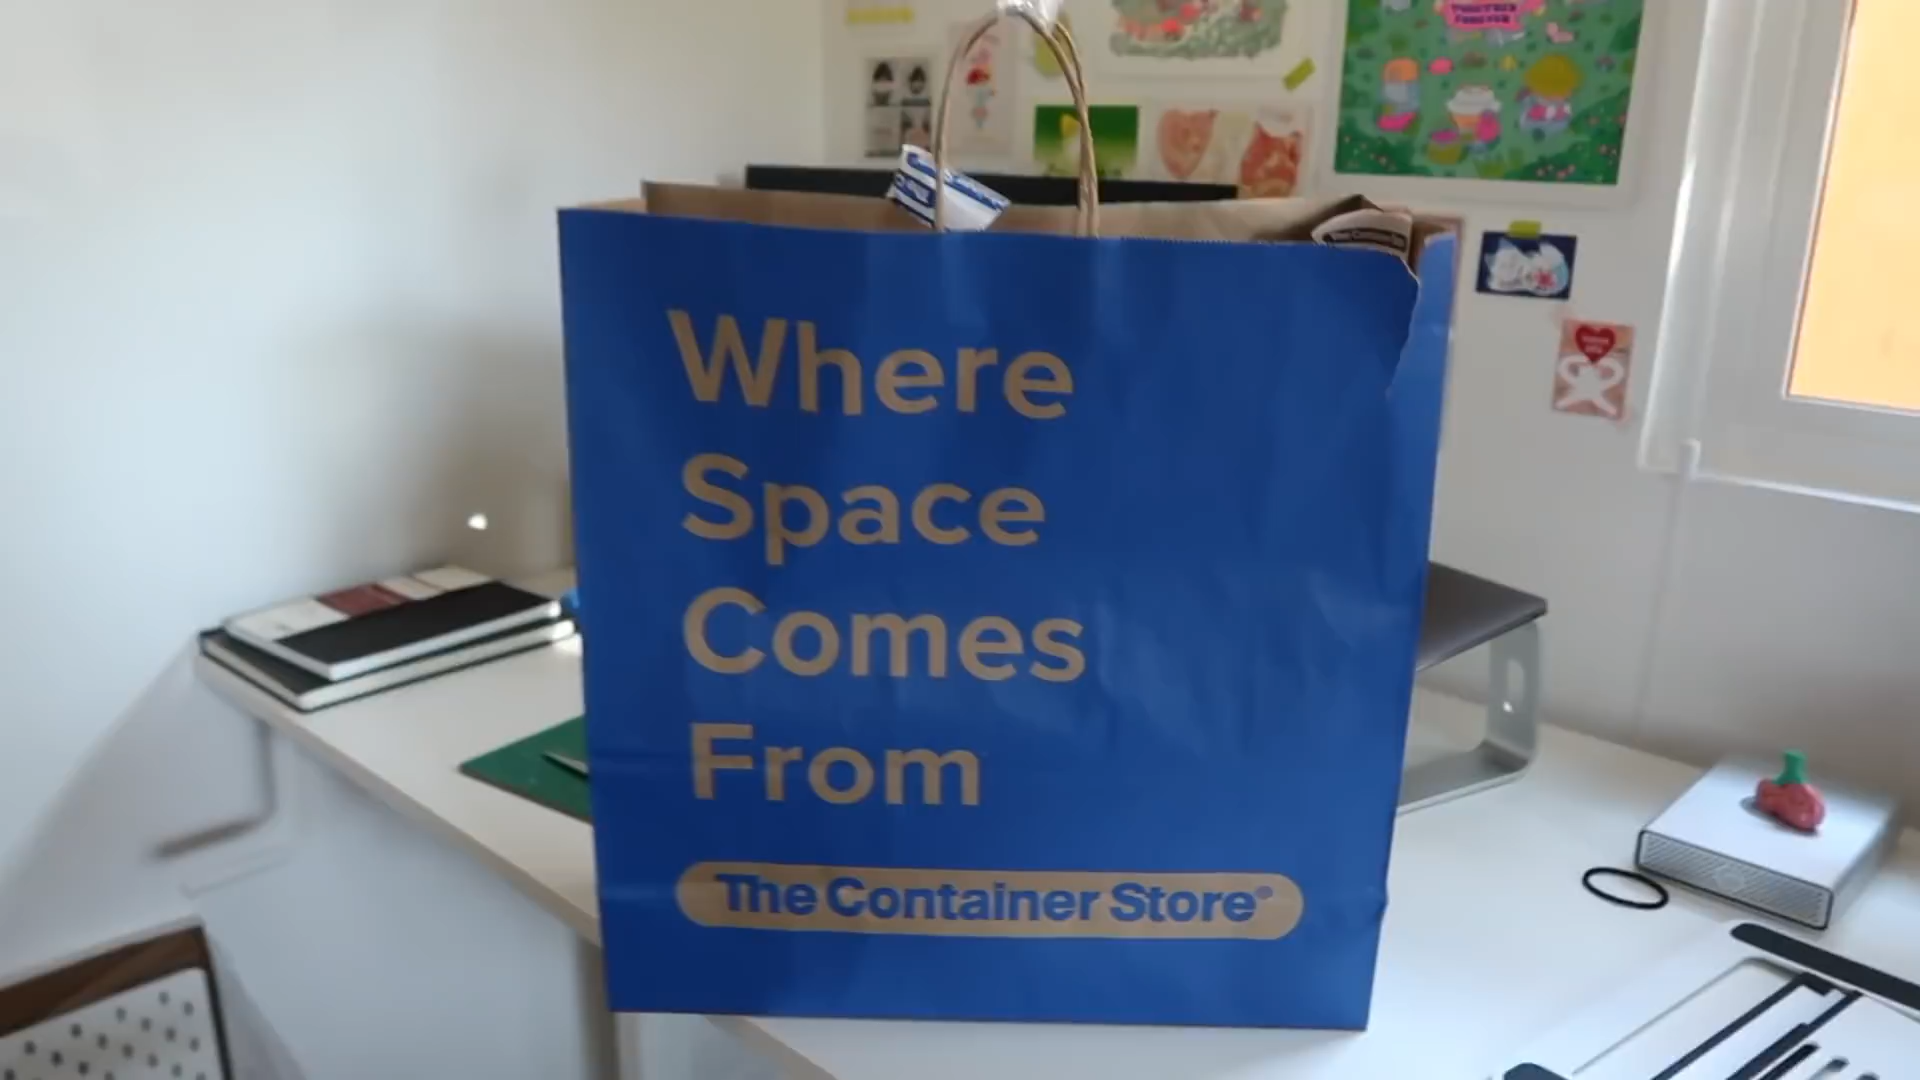 Where
Space
Comes
From
The Container Store®